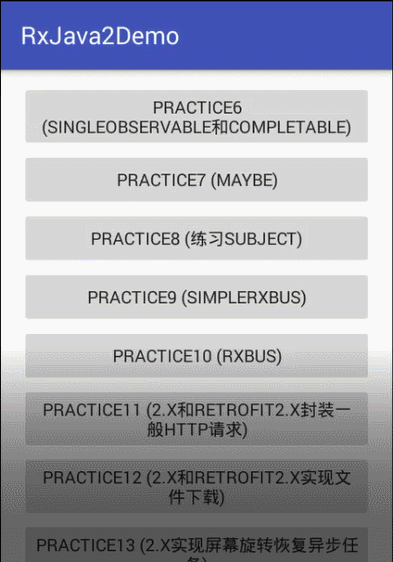 RxJava2Demo
PRACTICE6
(SINGLEOBSERVABLE和COMPLETABLE)
PRACTICE7 (MAYBE)
PRACTICE8 (练习SUBJECT)
PRACTICE9 (SIMPLERXBUS)
PRACTICE10 (RXBUS)
PRACTICE11 (2.X和RETROFIT2.X封装一
般HTTP请求)
PRACTICE12 (2.X和RETROFIT2.X实现文
件下载)
PRACTICE13 (2.X实现屏幕旋转恢复异步任
务)